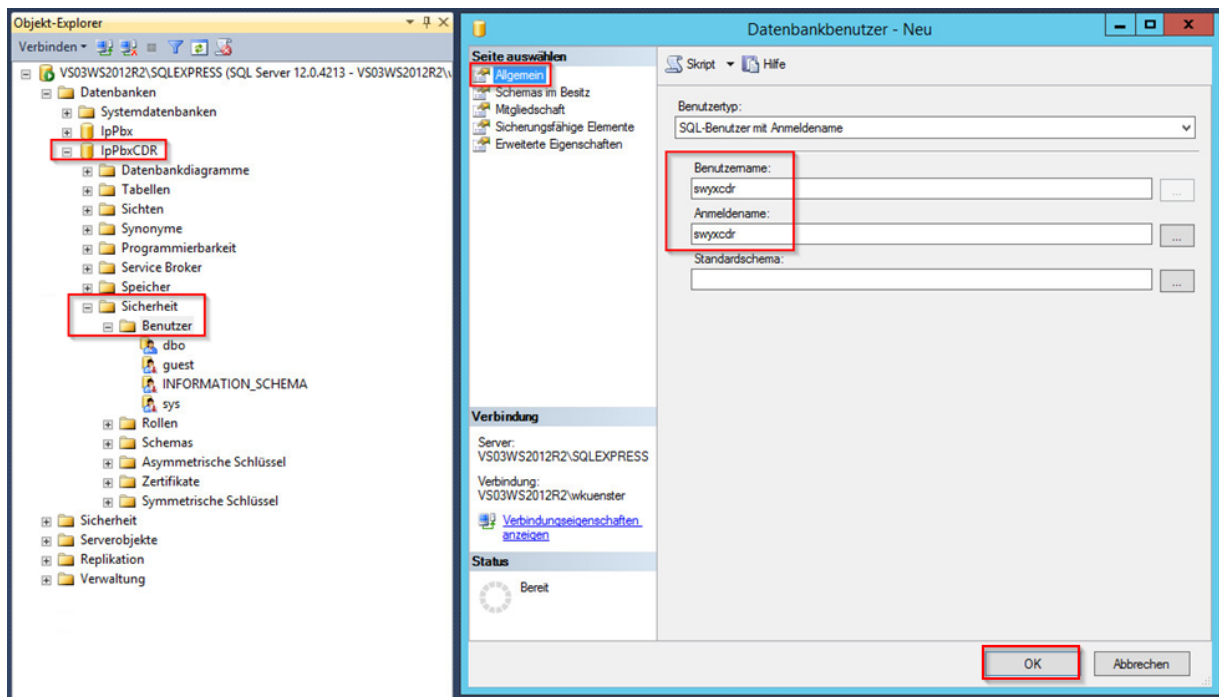 Objekt-Explorer
Verbinden
VS03WS2012R2\SQLEXPRESS (SQL Server 12.0.4213 - VS03WS2012R2\
Datenbanken
Systemdatenbanken
IpPbx
IpPbxCDR
Datenbankdiagramme
Tabellen
Sichten
Synonyme
Programmierbarkeit
Service Broker
Speicher
Sicherheit
Benutzer
dbo
guest
INFORMATION_SCHEMA
sys
Rollen
Schemas
Asymmetrische Schlüssel
Zertifikate
Symmetrische Schlüssel
Sicherheit
Serverobjekte
Replikation
Verwaltung
Datenbankbenutzer - Neu
Seite auswählen
Allgemein
Schemas im Besitz
Mitgliedschaft
Sicherungsfähige Elemente
Erweiterte Eigenschaften
Verbindung
Server:
VS03WS2012R2\SQLEXPRESS
Verbindung:
VS03WS2012R2\wkuenster
Verbindungseigenschaften
anzeigen
Status
Bereit
Skript
Hilfe
Benutzertyp:
SQL-Benutzer mit Anmeldename
Benutzername:
swyxcdr
...
Anmeldename:
swyxcdr
...
Standardschema:
...
OK
Abbrechen